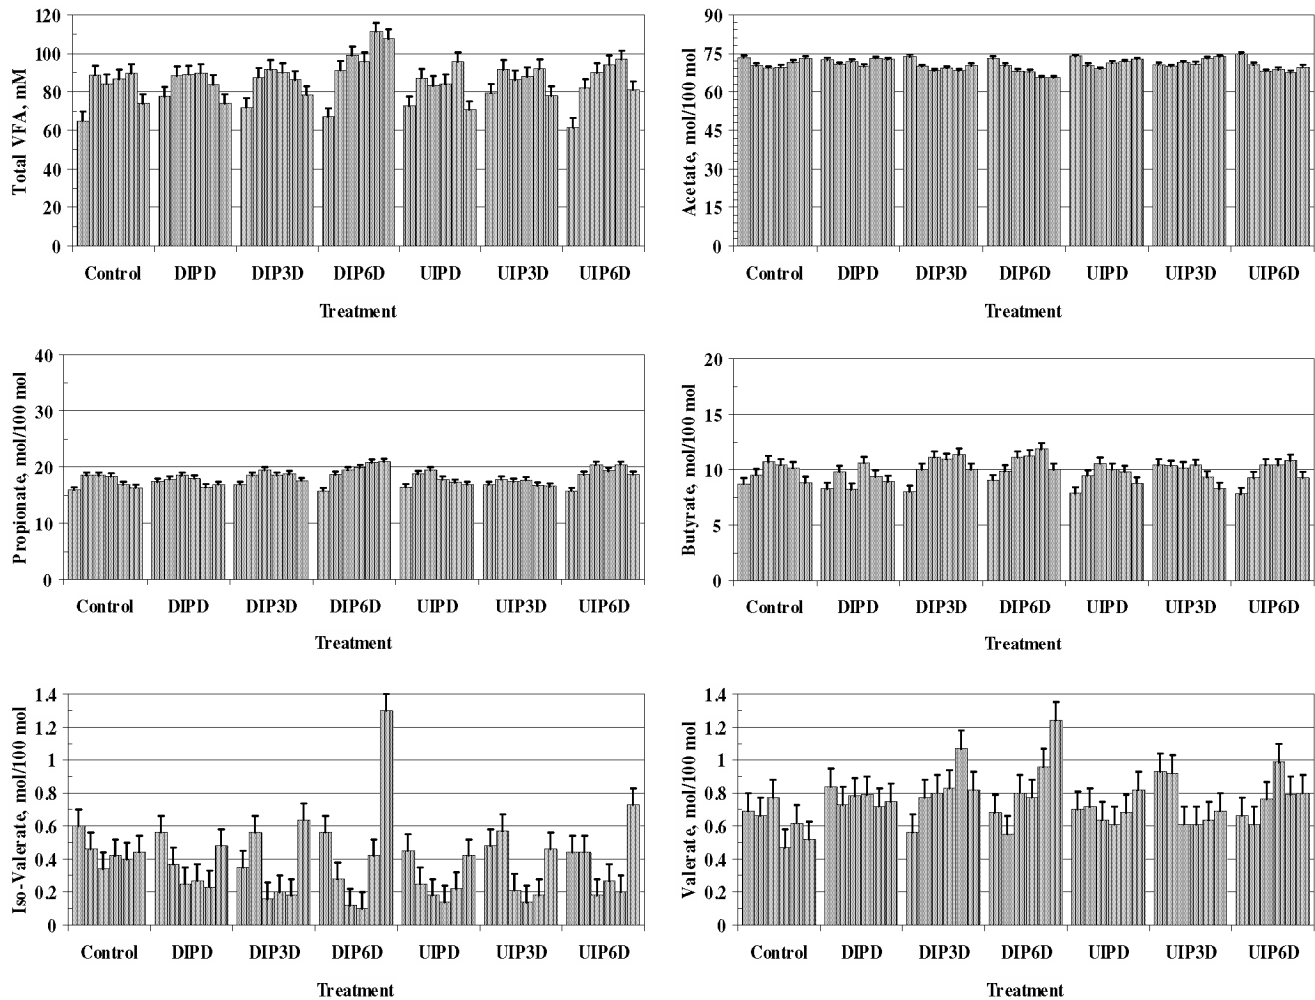 Total VFA, mM
120
100
80
60
40
20
0
Control DIPD DIP3D DIP6D UIPD UIP3D UIP6D
Treatment
Acetate, mol/100 mol
90
75
60
45
30
15
0
Control DIPD DIP3D DIP6D UIPD UIP3D UIP6D
Treatment
Propionate, mol/100 mol
40
30
20
10
0
Control DIPD DIP3D DIP6D UIPD UIP3D UIP6D
Treatment
Butyrate, mol/100 mol
20
15
10
5
0
Control DIPD DIP3D DIP6D UIPD UIP3D UIP6D
Treatment
Iso-Valerate, mol/100 mol
1.4
1.2
1
0.8
0.6
0.4
0.2
0
Control DIPD DIP3D DIP6D UIPD UIP3D UIP6D
Treatment
Valerate, mol/100 mol
1.4
1.2
1
0.8
0.6
0.4
0.2
0
Control DIPD DIP3D DIP6D UIPD UIP3D UIP6D
Treatment